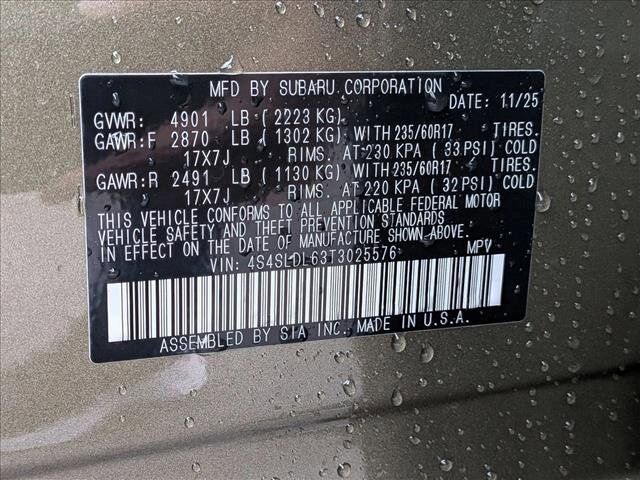 MFD BY SUBARU CORPORATION
DATE: 11/25
GVWR: 4901 LB ( 2223 KG)
GAWR:F 2870 LB ( 1302 KG) WITH 235/60R17 TIRES.
17X7J RIMS. AT 230 KPA ( 33 PSI) COLD
GAWR:R 2491 LB ( 1130 KG) WITH 235/60R17 TIRES.
17X7J RIMS. AT 220 KPA ( 32 PSI) COLD
THIS VEHICLE CONFORMS TO ALL APPLICABLE FEDERAL MOTOR
VEHICLE SAFETY AND THEFT PREVENTION STANDARDS
IN EFFECT ON THE DATE OF MANUFACTURE SHOWN ABOVE.
VIN: 4S4SLDL63T3025576 MPV
ASSEMBLED BY SIA INC. MADE IN U.S.A.